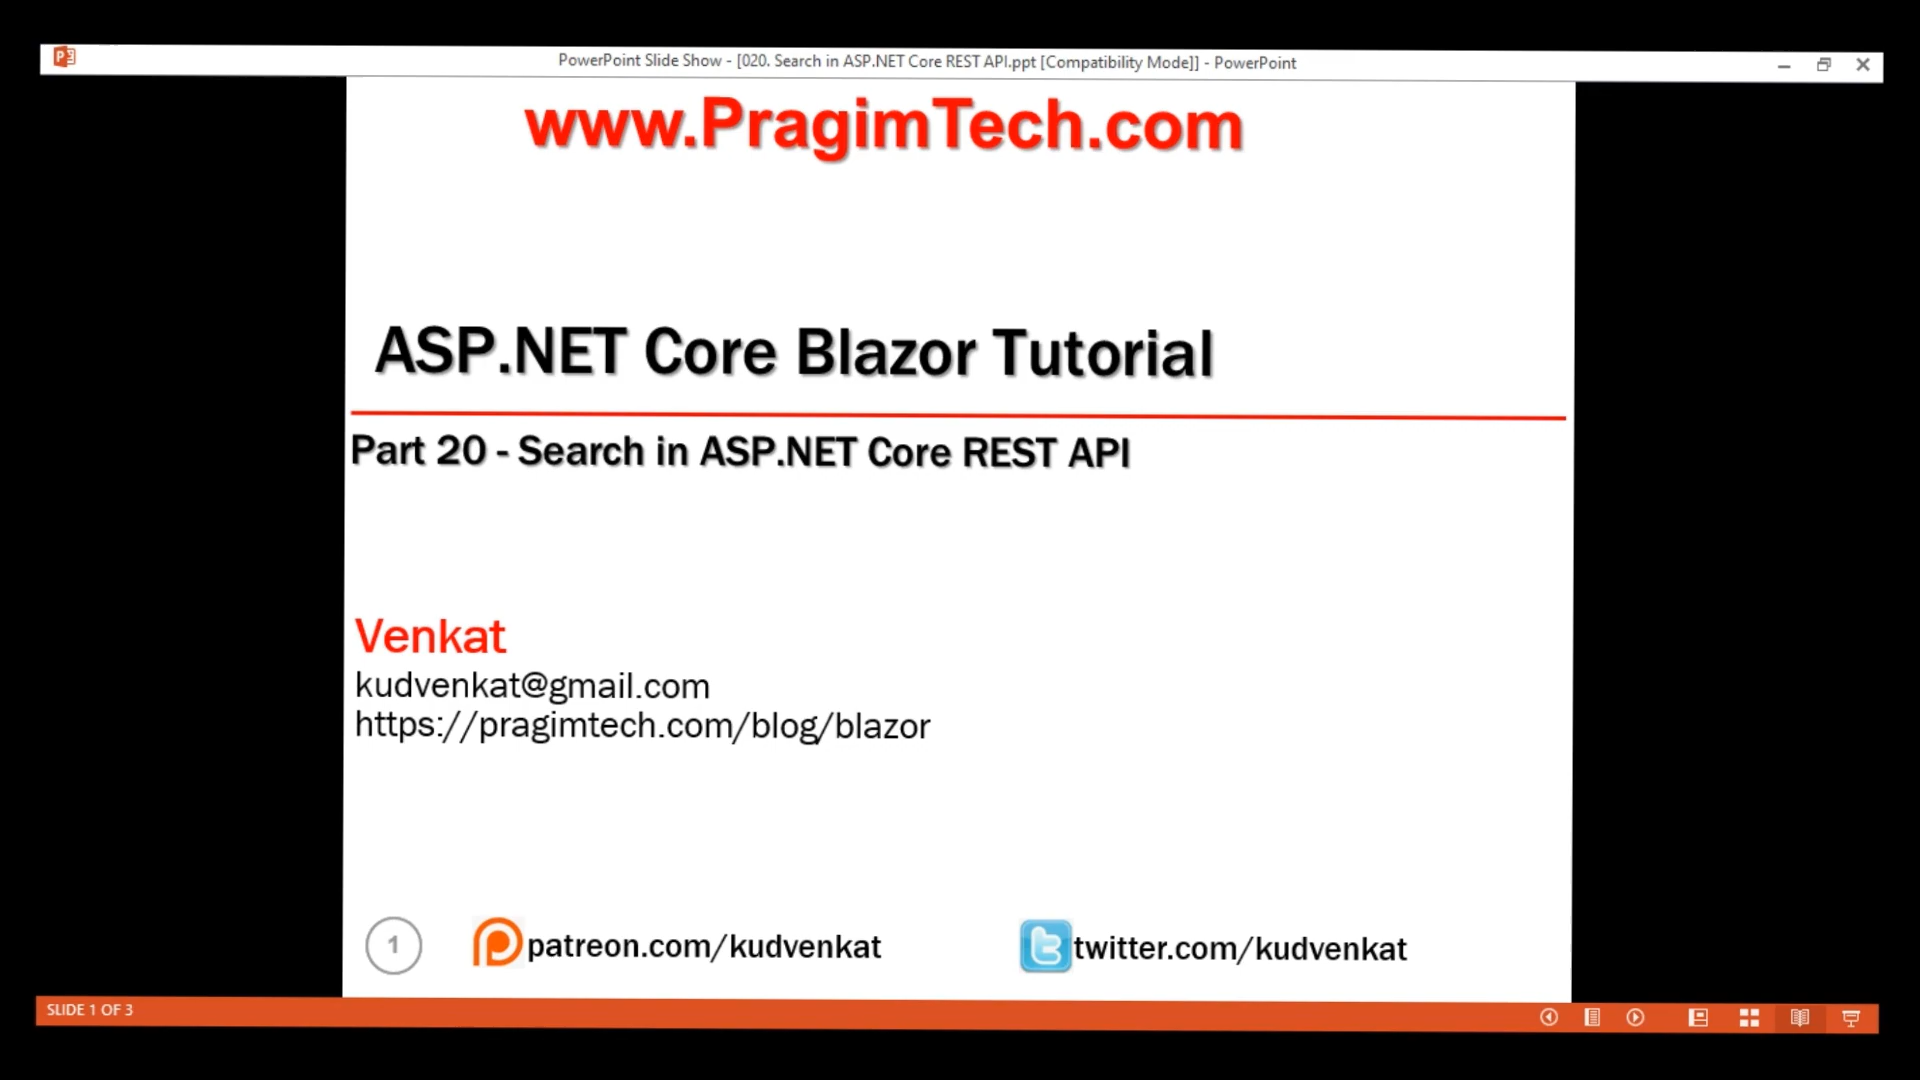 PowerPoint Slide Show - [020. Search in ASP.NET Core REST API.ppt [Compatibility Mode]] - PowerPoint
www.PragimTech.com
ASP.NET Core Blazor Tutorial
Part 20 - Search in ASP.NET Core REST API
Venkat
kudvenkat@gmail.com
https://pragimtech.com/blog/blazor
1
patreon.com/kudvenkat
twitter.com/kudvenkat
SLIDE 1 OF 3